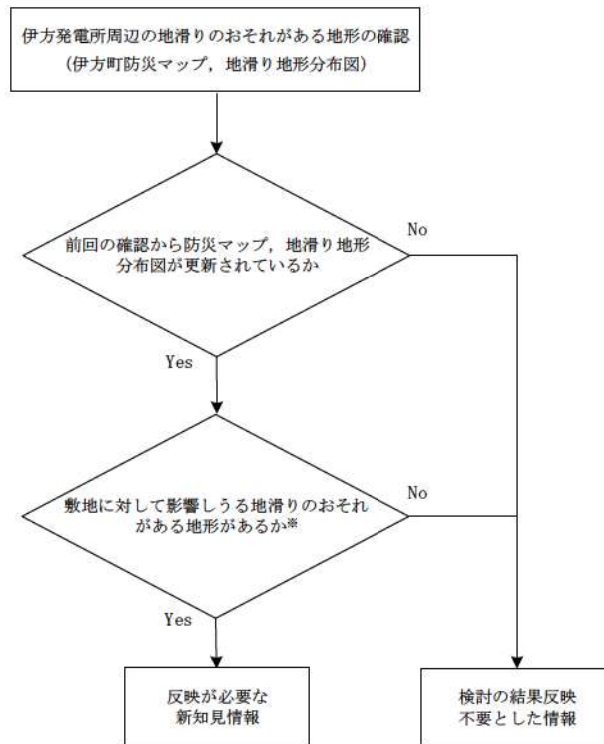 伊方発電所周辺の地滑りのおそれがある地形の確認
(伊方町防災マップ，地滑り地形分布図)
前回の確認から防災マップ，地滑り地形
分布図が更新されているか
No
Yes
敷地に対して影響しうる地滑りのおそれ
がある地形があるか※
No
Yes
反映が必要な
新知見情報
検討の結果反映
不要とした情報